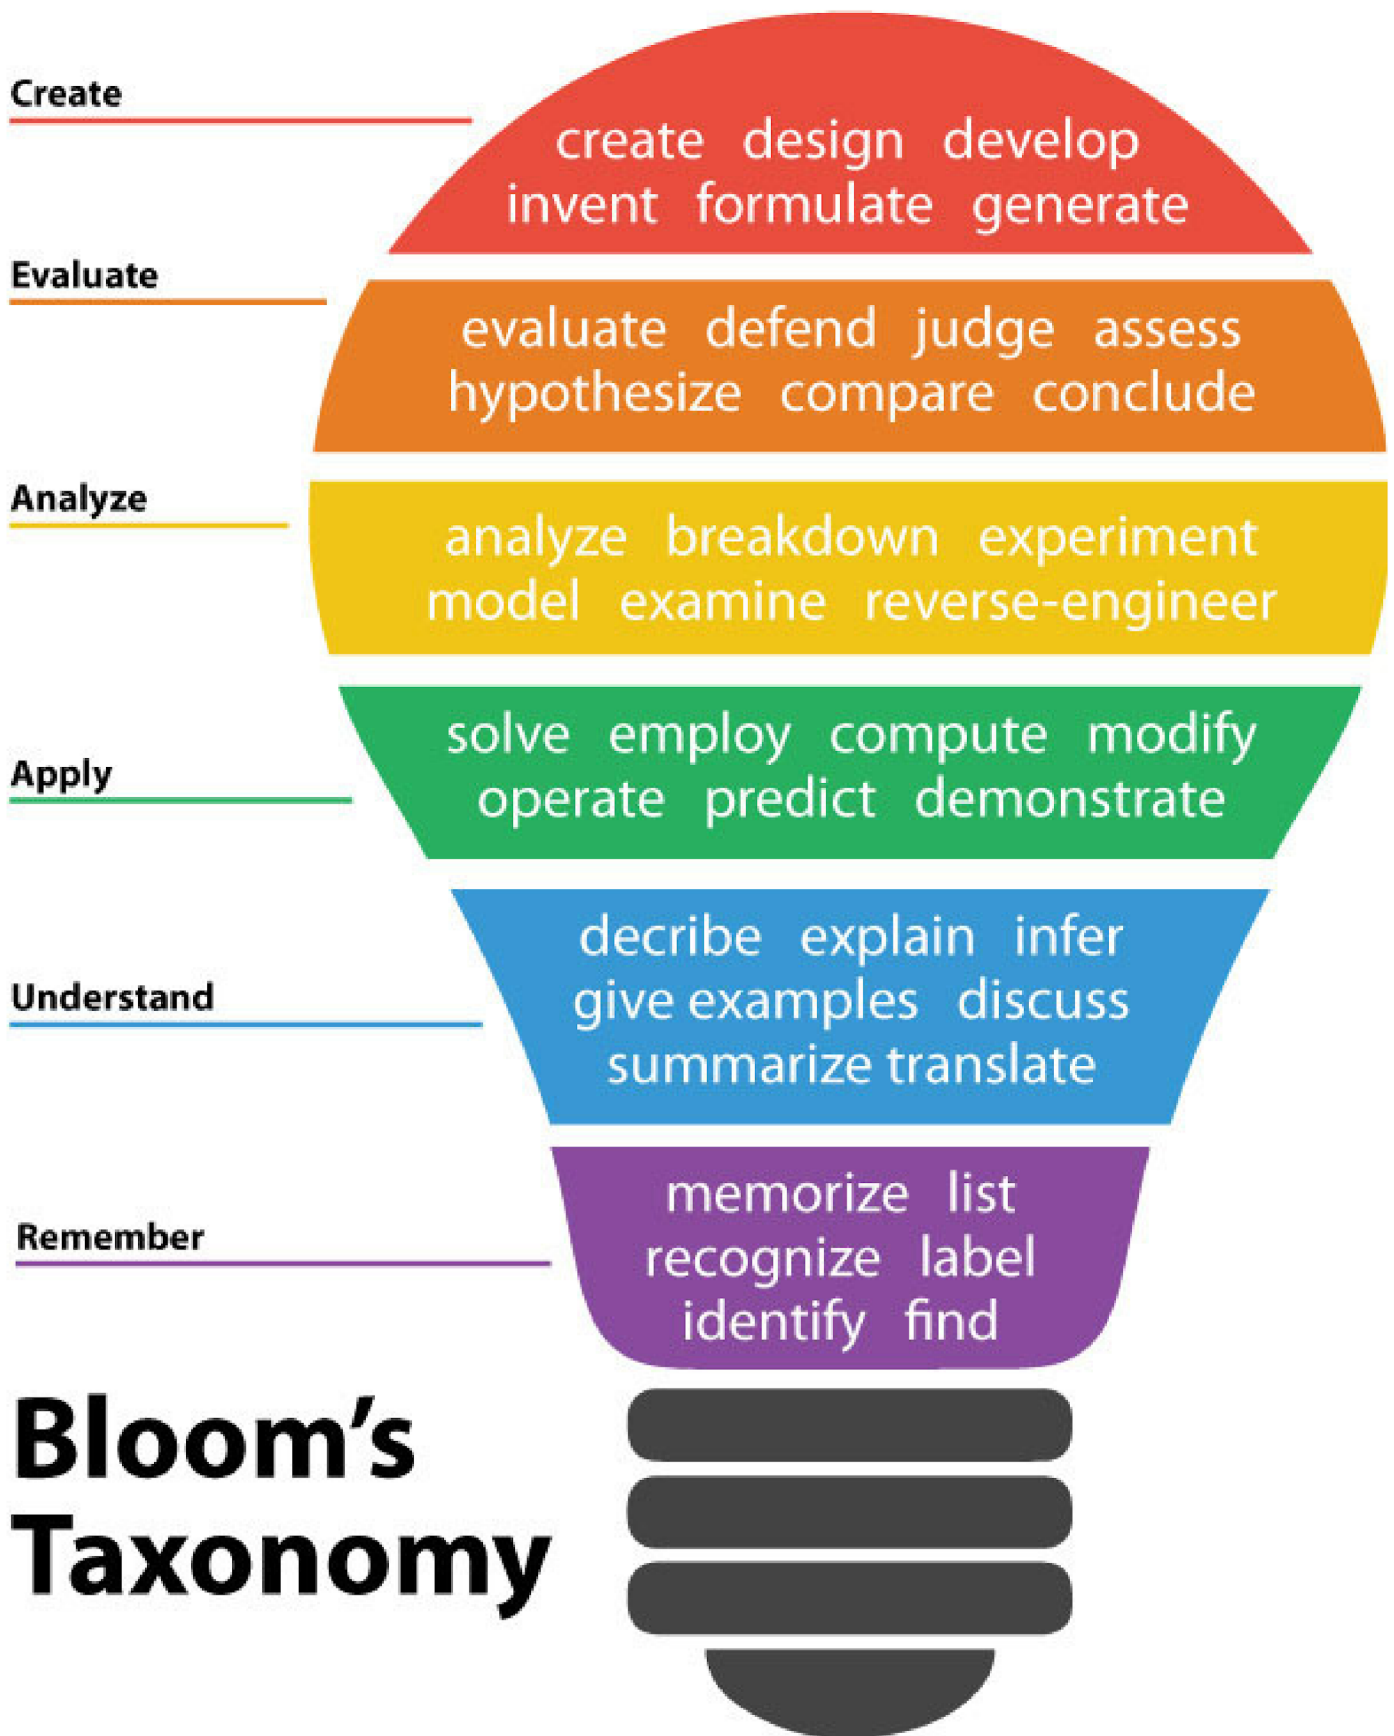 Create
create design develop
invent formulate generate
Evaluate
evaluate defend judge assess
hypothesize compare conclude
Analyze
analyze breakdown experiment
model examine reverse-engineer
Apply
solve employ compute modify
operate predict demonstrate
Understand
decribe explain infer
give examples discuss
summarize translate
Remember
memorize list
recognize label
identify find
Bloom’s
Taxonomy